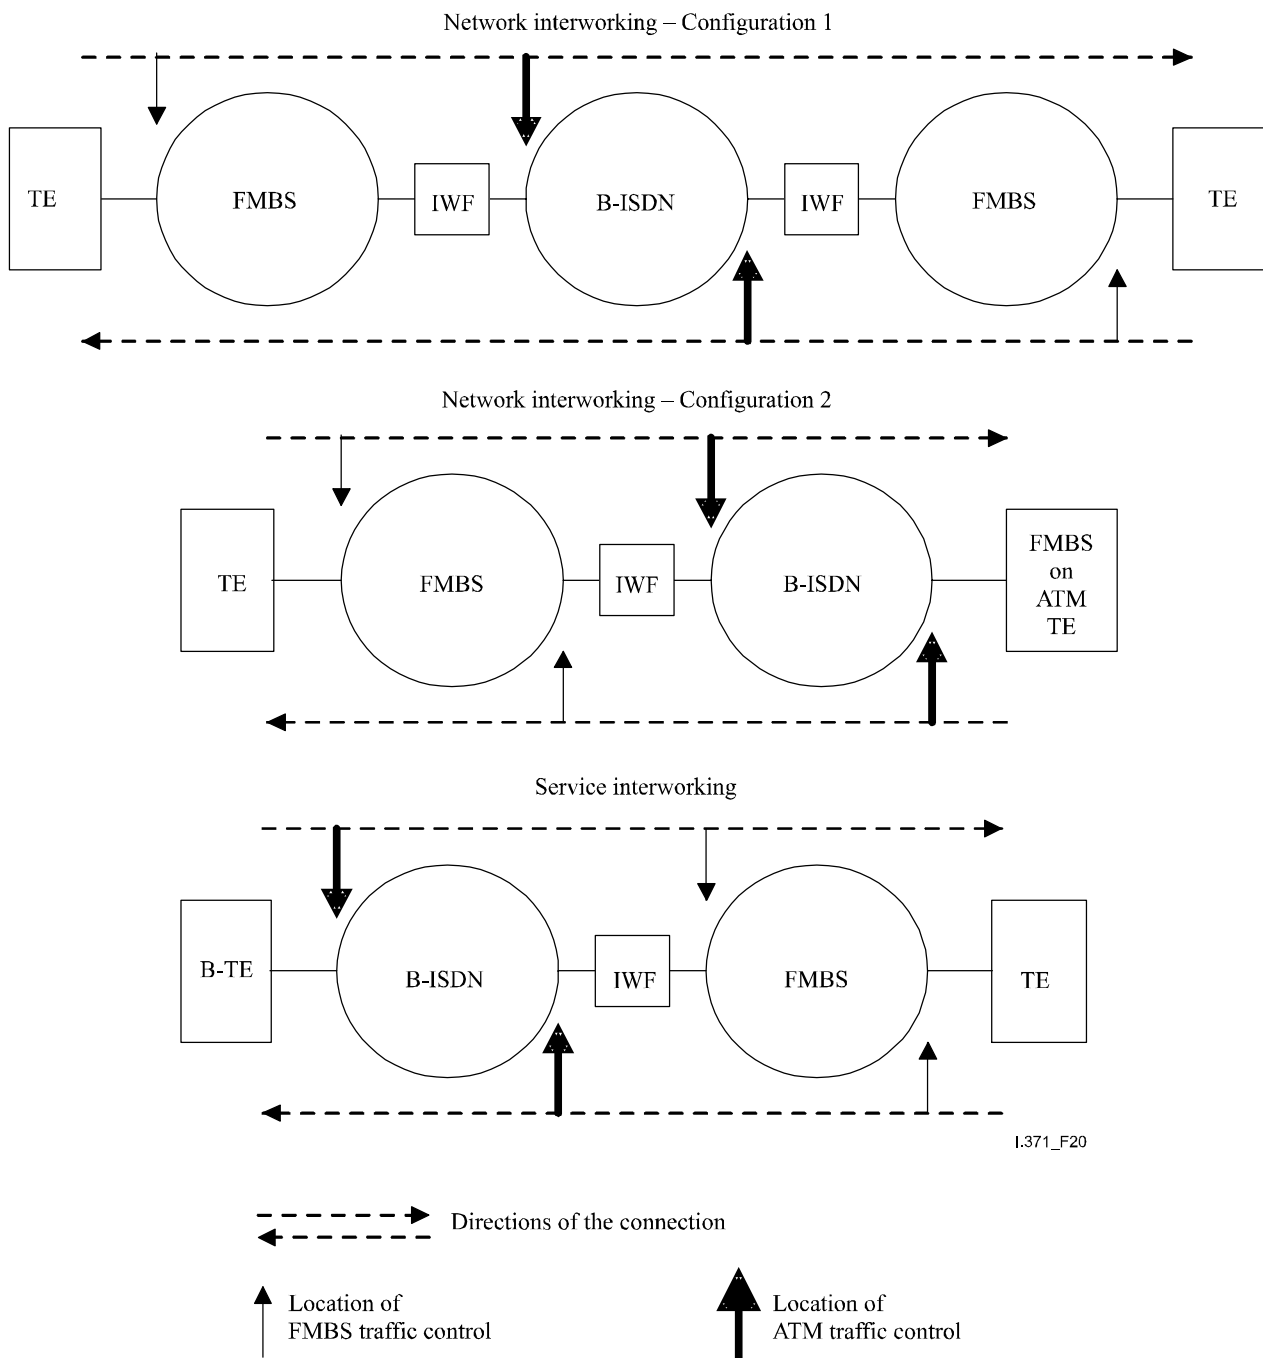 Network interworking – Configuration 1
TE
FMBS
IWF
B-ISDN
IWF
FMBS
TE
Network interworking – Configuration 2
TE
FMBS
IWF
B-ISDN
FMBS
on
ATM
TE
Service interworking
B-TE
B-ISDN
IWF
FMBS
TE
I.371_F20
Directions of the connection
Location of
FMBS traffic control
Location of
ATM traffic control